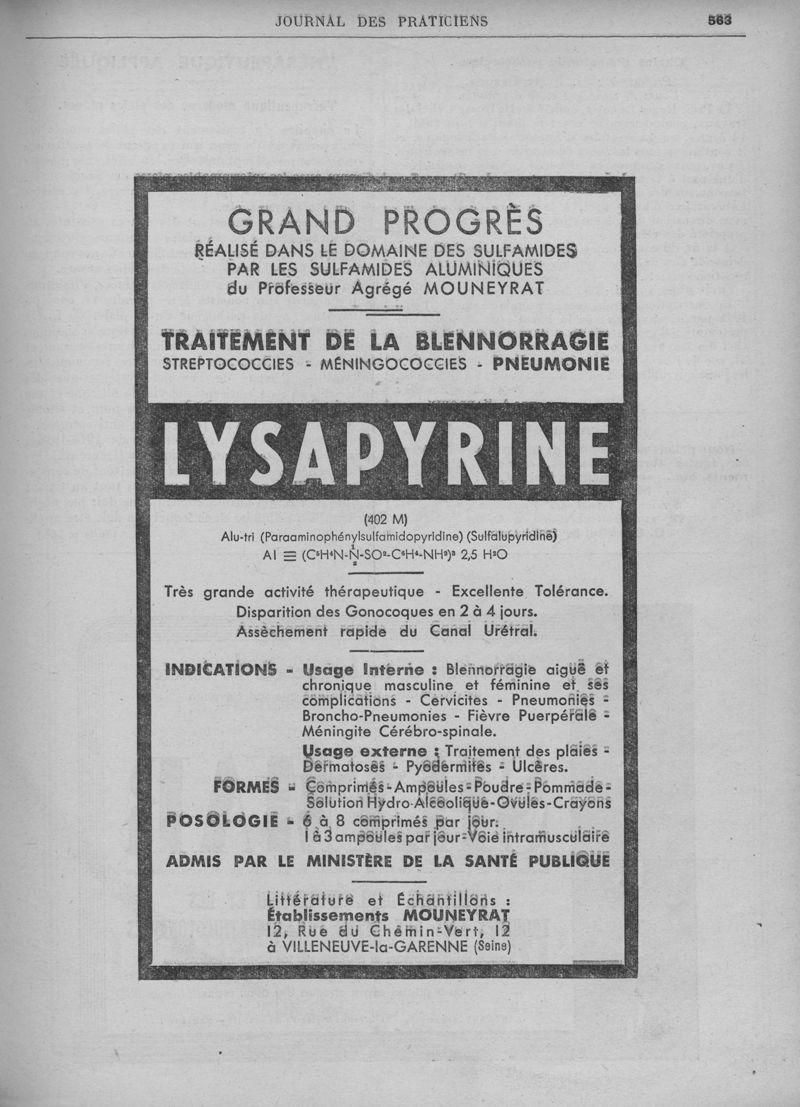 JOURNAL DES PRATICIENS 563
GRAND PROGRÈS
RÉALISÉ DANS LE DOMAINE DES SULFAMIDES
PAR LES SULFAMIDES ALUMINIQUES
du Professeur Agrégé MOUNEYRAT
TRAITEMENT DE LA BLENNORRAGIE
STREPTOCOCCIES - MÉNINGOCOCCIES - PNEUMONIE
LYSAPYRINE
(402 M)
Alu-tri (Paraaminophénylsulfamidopyridine) (Sulfalupyridine)
Al ≡ (C⁵H⁴N-N-SO²-C⁶H⁴-NH²)³ 2,5 H²O
Très grande activité thérapeutique - Excellente Tolérance.
Disparition des Gonocoques en 2 à 4 jours.
Assèchement rapide du Canal Urétral.
INDICATIONS - Usage Interne : Blennorragie aiguë et
chronique masculine et féminine et ses
complications - Cervicites - Pneumonies -
Broncho-Pneumonies - Fièvre Puerpérale -
Méningite Cérébro-spinale.
Usage externe : Traitement des plaies -
Dermatoses - Pyodermites - Ulcères.
FORMES - Comprimés-Ampoules-Poudre-Pommade-
Solution Hydro-Alcoolique-Ovules-Crayons
POSOLOGIE - 6 à 8 comprimés par jour.
1 à 3 ampoules par jour-Voie intramusculaire
ADMIS PAR LE MINISTÈRE DE LA SANTÉ PUBLIQUE
Littérature et Échantillons :
Établissements MOUNEYRAT
12, Rue du Chemin-Vert, 12
à VILLENEUVE-la-GARENNE (Seine)